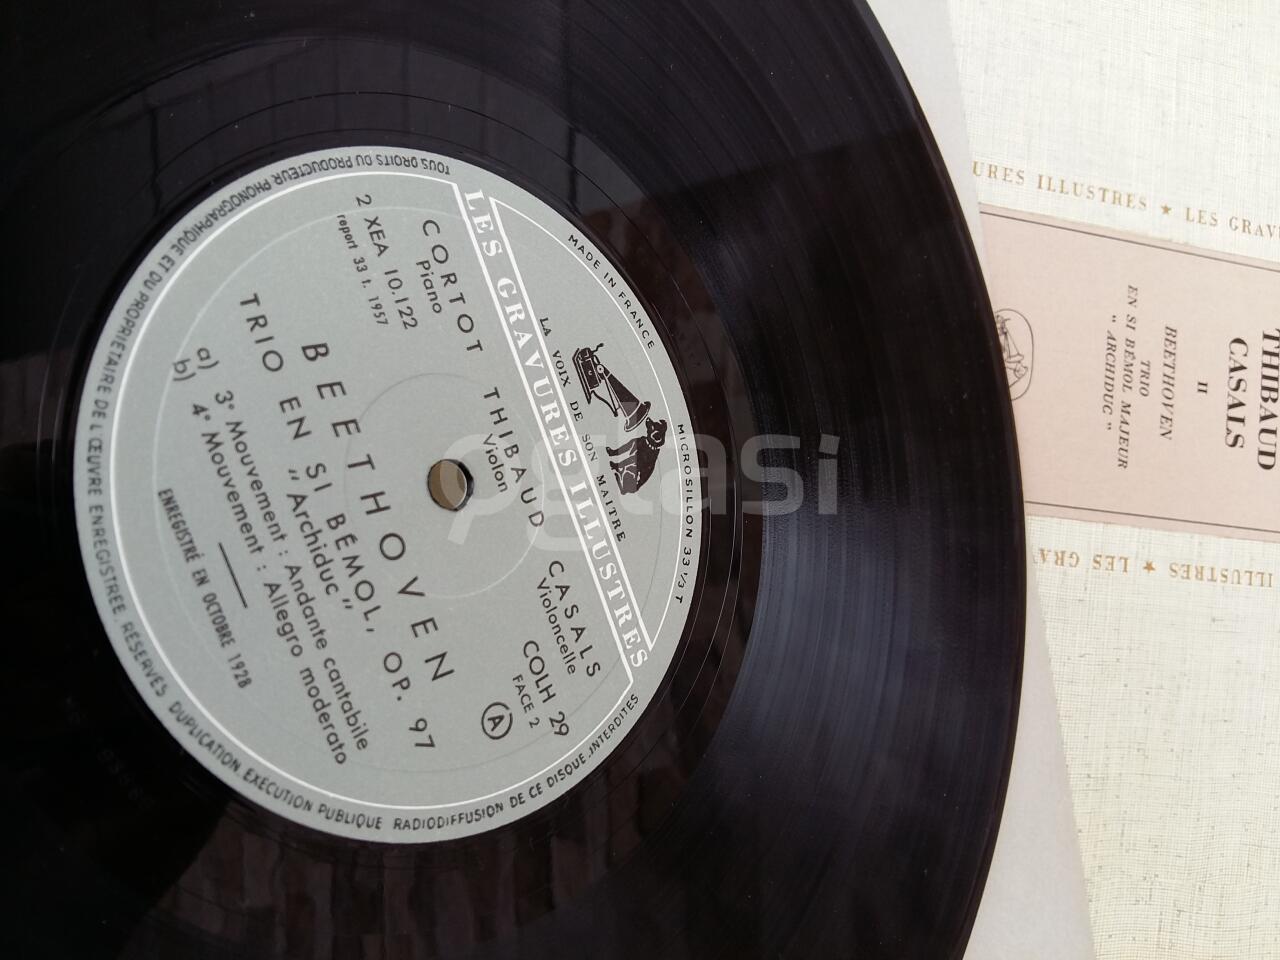 MADE IN FRANCE
MICROSILLON 33 1/3 T
LA VOIX DE SON MAITRE
LES GRAVURES ILLUSTRES
CORTOT THIBAUD CASALS
Piano Violon Violoncelle
2 XEA 10.122
report 33 t. 1957
COLH 29
FACE 2
A
BEETHOVEN
TRIO EN SI BÉMOL, OP. 97
"Archiduc"
a) 3e Mouvement : Andante cantabile
b) 4e Mouvement : Allegro moderato
ENREGISTRÉ EN OCTOBRE 1928
TOUS DROITS DU PRODUCTEUR PHONOGRAPHIQUE ET DU PROPRIÉTAIRE DE L'ŒUVRE ENREGISTRÉE RÉSERVÉS DUPLICATION EXÉCUTION PUBLIQUE RADIODIFFUSION DE CE DISQUE INTERDITES
URES ILLUSTRES ★ LES GRAVU
THIBAUD
CASALS
II
BEETHOVEN
TRIO
EN SI BÉMOL MAJEUR
" ARCHIDUC "
ILLUSTRES ★ LES GRA
oglasi